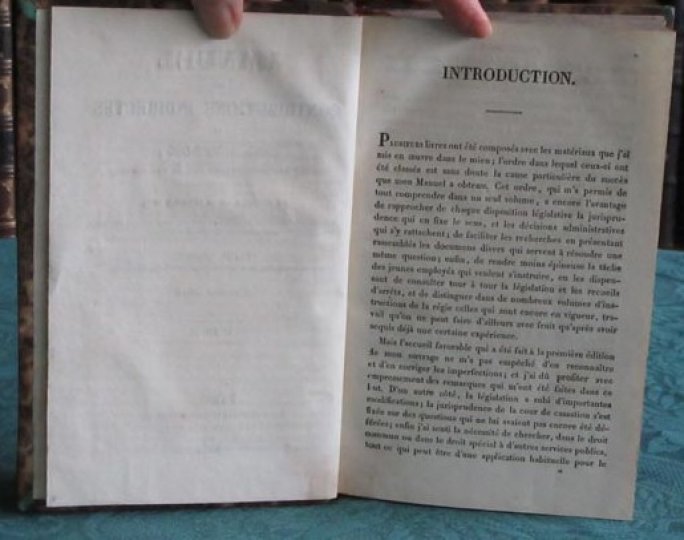 INTRODUCTION.
PLUSIEURS livres ont été composés avec les matériaux que j'ai
mis en œuvre dans le mien; l'ordre dans lequel ceux-ci ont
été classés est sans doute la cause particulière du succès
que mon Manuel a obtenu. Cet ordre, qui m'a permis de
tout comprendre dans un seul volume, a encore l'avantage
de rapprocher de chaque disposition législative la jurispru-
dence qui en fixe le sens, et les décisions administratives
qui s'y rattachent; de faciliter les recherches en présentant
rassemblés les documens divers qui servent à résoudre une
même question; enfin, de rendre moins épineuse la tâche
des jeunes employés qui veulent s'instruire, en les dispen-
sant de consulter tour à tour la législation et les recueils
d'arrêts, et de distinguer dans de nombreux volumes d'ins-
tructions de la régie celles qui sont encore en vigueur, tra-
vail qu'on ne peut faire d'ailleurs avec fruit qu'après avoir
acquis déjà une certaine expérience.
Mais l'accueil favorable qui a été fait à la première édition
de mon ouvrage ne m'a pas empêché d'en reconnaître
et d'en corriger les imperfections; et j'ai dû profiter avec
empressement des remarques qui m'ont été faites dans ce
but. D'un autre côté, la législation a subi d'importantes
modifications; la jurisprudence de la cour de cassation s'est
fixée sur des questions qui ne lui avaient pas encore été dé-
férées; enfin j'ai senti la nécessité de chercher, dans le droit
commun ou dans le droit spécial à d'autres services publics,
tout ce qui peut être d'une application habituelle pour le